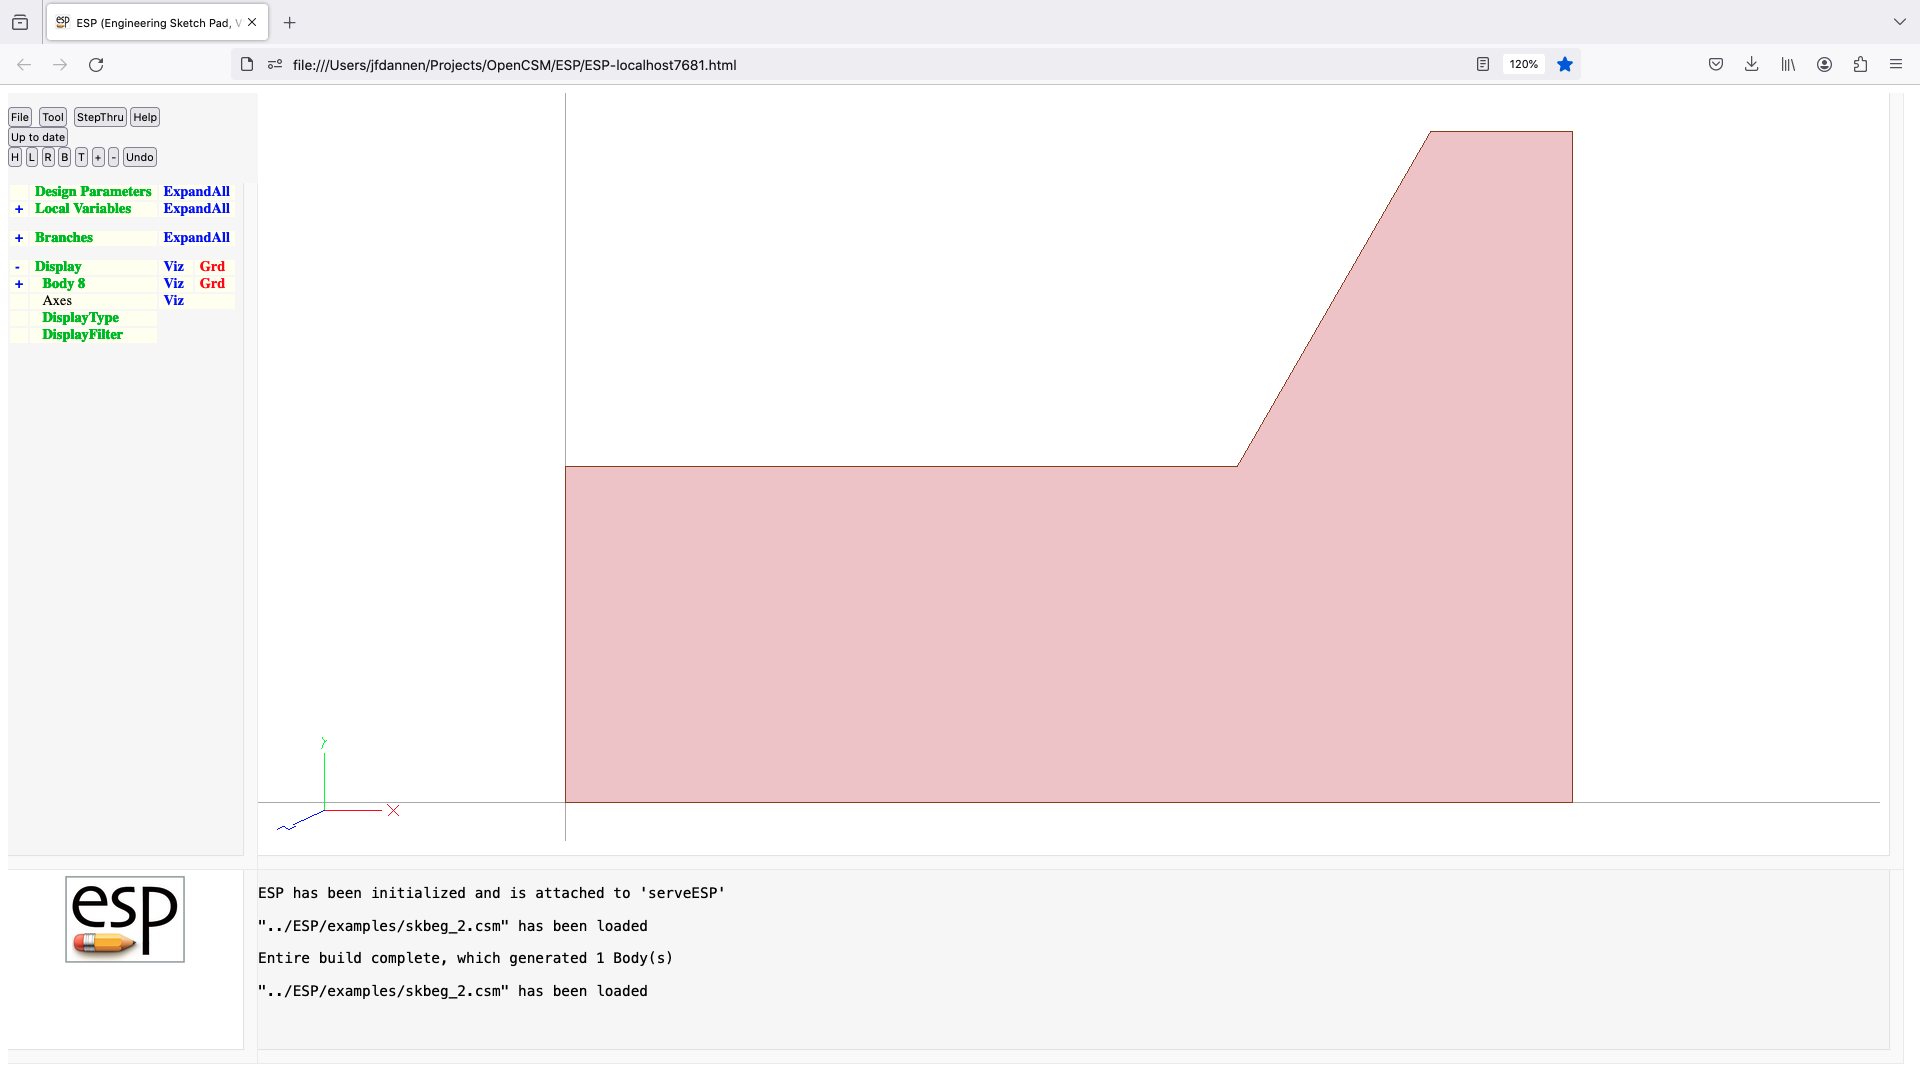 ESP (Engineering Sketch Pad, V
file:///Users/jfdannen/Projects/OpenCSM/ESP/ESP-localhost7681.html
120%
File Tool StepThru Help
Up to date
H L R B T + - Undo
Design Parameters ExpandAll
+ Local Variables ExpandAll
+ Branches ExpandAll
- Display Viz Grd
+ Body 8 Viz Grd
Axes Viz
DisplayType
DisplayFilter
Y
X
Z
esp
ESP has been initialized and is attached to 'serveESP'
"../ESP/examples/skbeg_2.csm" has been loaded
Entire build complete, which generated 1 Body(s)
"../ESP/examples/skbeg_2.csm" has been loaded